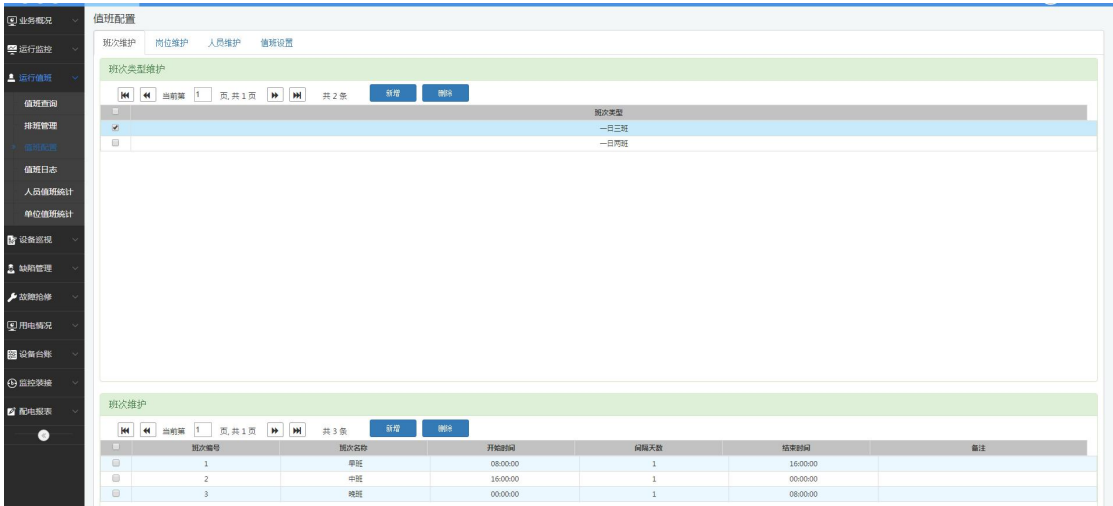 业务概况
运行监控
运行值班
值班查询
排班管理
值班配置
值班日志
人员值班统计
单位值班统计
设备巡视
缺陷管理
故障抢修
用电情况
设备台账
监控装接
配电报表
值班配置
班次维护 岗位维护 人员维护 值班设置
班次类型维护
当前第 1 页,共1页 共2条 新增 删除
班次类型
一日三班
一日两班
班次维护
当前第 1 页,共1页 共3条 新增 删除
班次编号 班次名称 开始时间 间隔天数 结束时间 备注
1 早班 08:00:00 1 16:00:00
2 中班 16:00:00 1 00:00:00
3 晚班 00:00:00 1 08:00:00